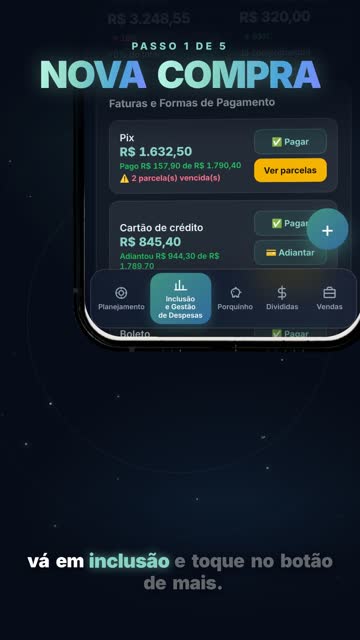 R$ 3.248,55
R$ 320,00
PASSO 1 DE 5
NOVA COMPRA
Faturas e Formas de Pagamento
Pix
R$ 1.632,50
Pago R$ 157,90 de R$ 1.790,40
⚠️ 2 parcela(s) vencida(s)
✅ Pagar
Ver parcelas
Cartão de crédito
R$ 845,40
Adiantou R$ 944,30 de R$
1.789,70
✅ Pagar
+
💳 Adiantar
Planejamento
Inclusão
e Gestão
de Despesas
Porquinho
Divididas
Vendas
Boleto
✅ Pagar
vá em inclusão e toque no botão
de mais.